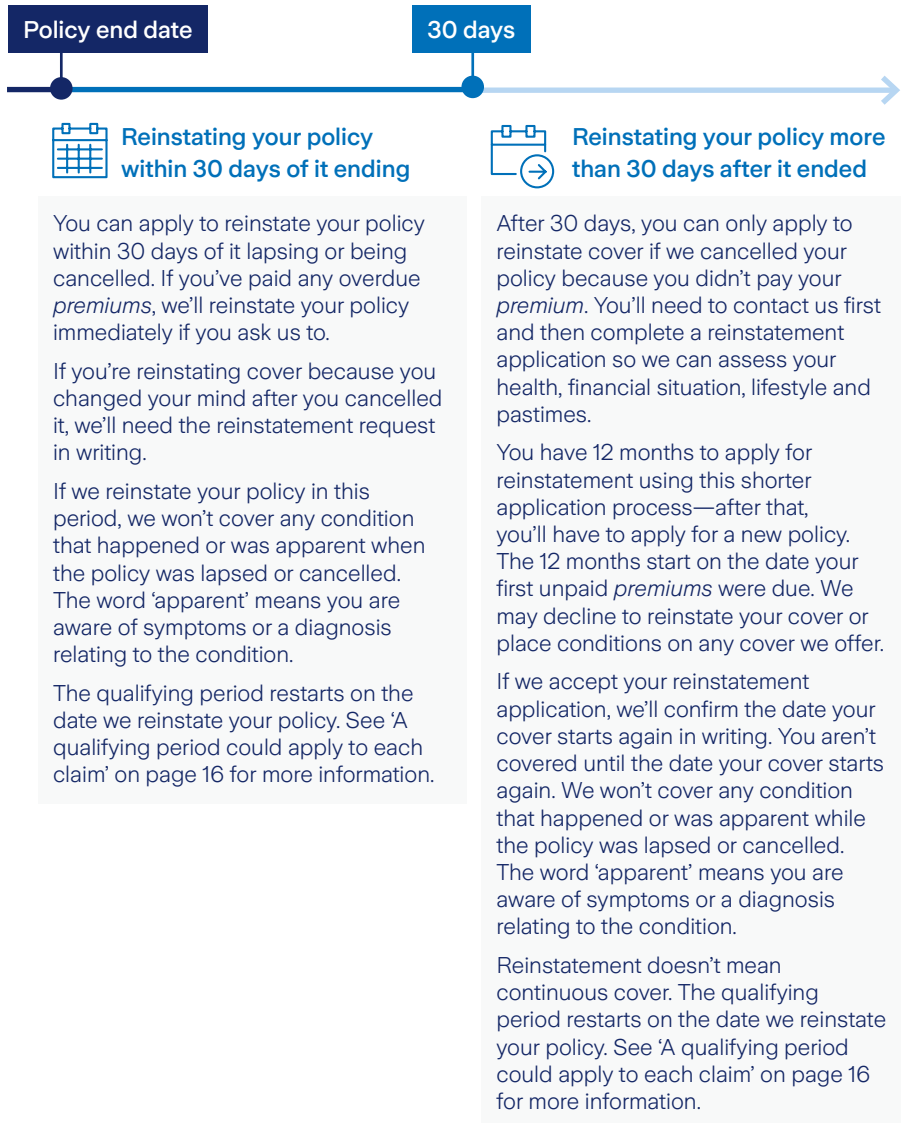 Policy end date
30 days
Reinstating your policy
within 30 days of it ending
You can apply to reinstate your policy
within 30 days of it lapsing or being
cancelled. If you’ve paid any overdue
premiums, we’ll reinstate your policy
immediately if you ask us to.
If you’re reinstating cover because you
changed your mind after you cancelled
it, we’ll need the reinstatement request
in writing.
If we reinstate your policy in this
period, we won’t cover any condition
that happened or was apparent when
the policy was lapsed or cancelled.
The word ‘apparent’ means you are
aware of symptoms or a diagnosis
relating to the condition.
The qualifying period restarts on the
date we reinstate your policy. See ‘A
qualifying period could apply to each
claim’ on page 16 for more information.
Reinstating your policy more
than 30 days after it ended
After 30 days, you can only apply to
reinstate cover if we cancelled your
policy because you didn’t pay your
premium. You’ll need to contact us first
and then complete a reinstatement
application so we can assess your
health, financial situation, lifestyle and
pastimes.
You have 12 months to apply for
reinstatement using this shorter
application process—after that,
you’ll have to apply for a new policy.
The 12 months start on the date your
first unpaid premiums were due. We
may decline to reinstate your cover or
place conditions on any cover we offer.
If we accept your reinstatement
application, we’ll confirm the date your
cover starts again in writing. You aren’t
covered until the date your cover starts
again. We won’t cover any condition
that happened or was apparent while
the policy was lapsed or cancelled.
The word ‘apparent’ means you are
aware of symptoms or a diagnosis
relating to the condition.
Reinstatement doesn’t mean
continuous cover. The qualifying
period restarts on the date we reinstate
your policy. See ‘A qualifying period
could apply to each claim’ on page 16
for more information.